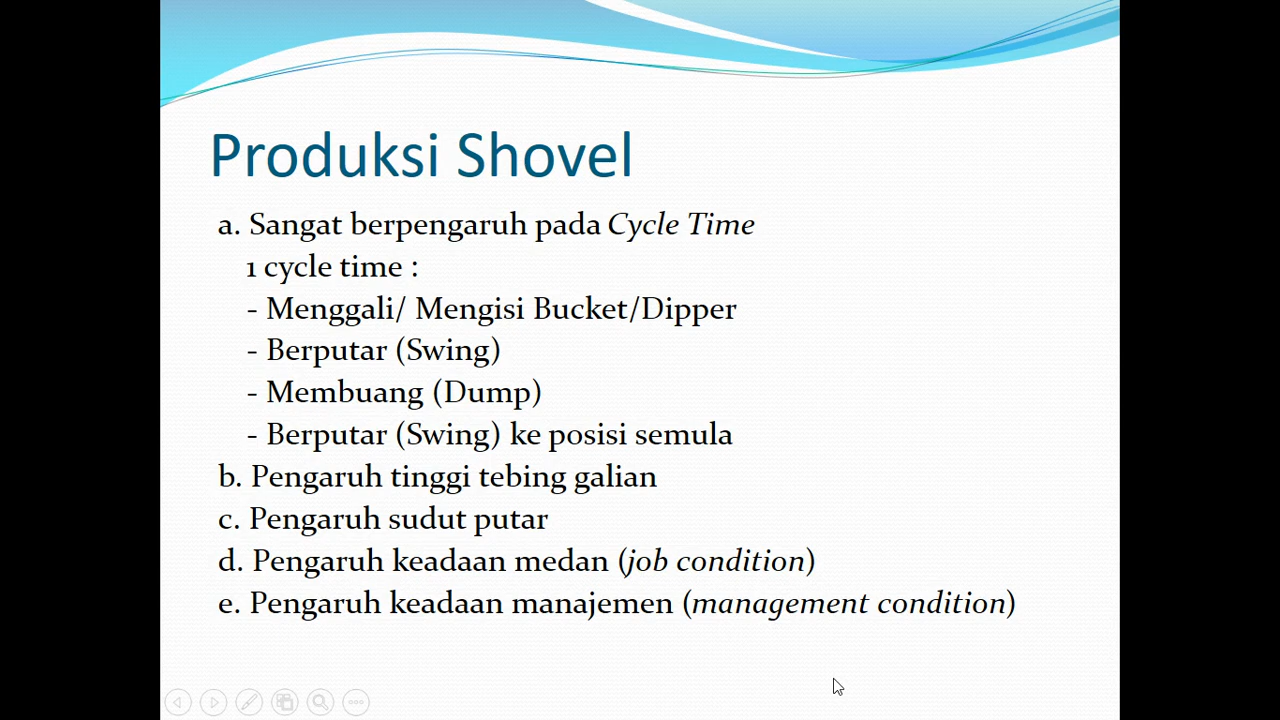 Produksi Shovel
a. Sangat berpengaruh pada Cycle Time
1 cycle time :
- Menggali/ Mengisi Bucket/Dipper
- Berputar (Swing)
- Membuang (Dump)
- Berputar (Swing) ke posisi semula
b. Pengaruh tinggi tebing galian
c. Pengaruh sudut putar
d. Pengaruh keadaan medan (job condition)
e. Pengaruh keadaan manajemen (management condition)